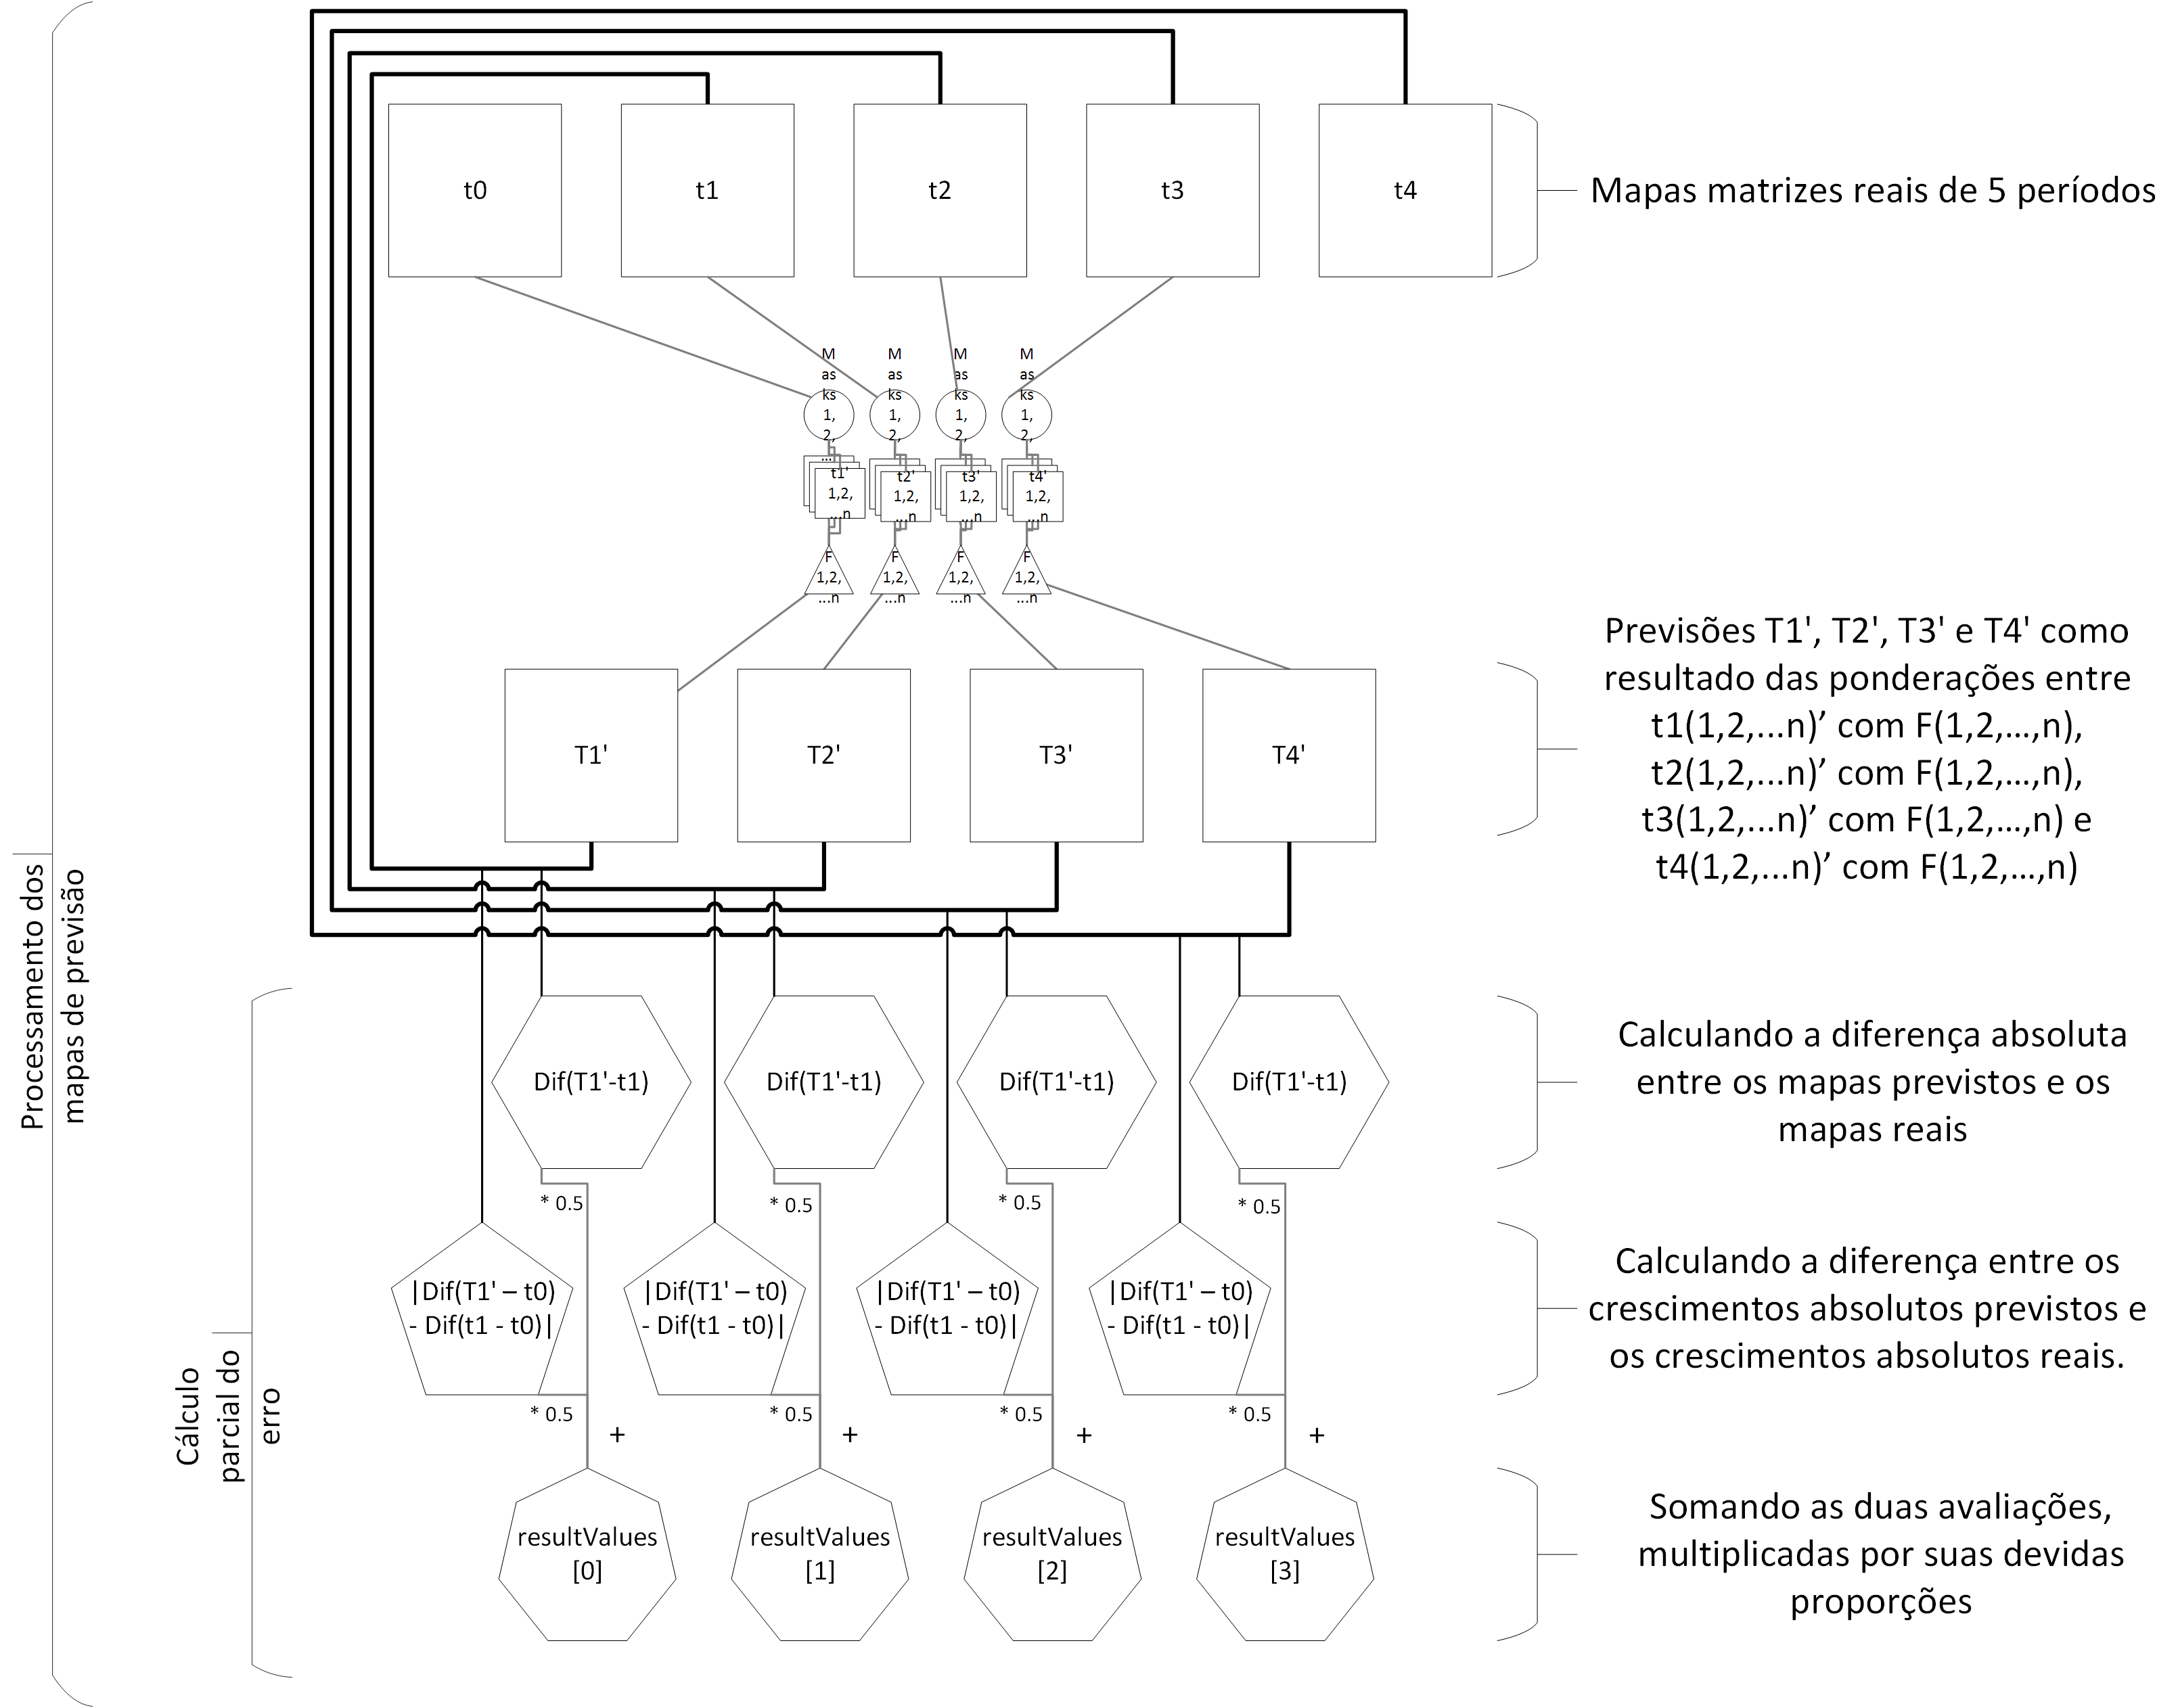 t0
t1
t2
t3
t4
Mapas matrizes reais de 5 períodos
M
as
ks
1,
2,
...
M
as
ks
1,
2,
M
as
ks
1,
2,
M
as
ks
1,
2,
t1'
1,2,
...n
t2'
1,2,
...n
t3'
1,2,
...n
t4'
1,2,
...n
F
1,2,
...n
F
1,2,
...n
F
1,2,
...n
F
1,2,
...n
T1'
T2'
T3'
T4'
Previsões T1', T2', T3' e T4' como
resultado das ponderações entre
t1(1,2,...n)’ com F(1,2,...,n),
t2(1,2,...n)’ com F(1,2,...,n),
t3(1,2,...n)’ com F(1,2,...,n) e
t4(1,2,...n)’ com F(1,2,...,n)
Processamento dos
mapas de previsão
Dif(T1'-t1)
Dif(T1'-t1)
Dif(T1'-t1)
Dif(T1'-t1)
Calculando a diferença absoluta
entre os mapas previstos e os
mapas reais
* 0.5
* 0.5
* 0.5
* 0.5
|Dif(T1' – t0)
- Dif(t1 - t0)|
|Dif(T1' – t0)
- Dif(t1 - t0)|
|Dif(T1' – t0)
- Dif(t1 - t0)|
|Dif(T1' – t0)
- Dif(t1 - t0)|
Calculando a diferença entre os
crescimentos absolutos previstos e
os crescimentos absolutos reais.
Cálculo
parcial do
erro
* 0.5
* 0.5
* 0.5
* 0.5
+
+
+
+
resultValues
[0]
resultValues
[1]
resultValues
[2]
resultValues
[3]
Somando as duas avaliações,
multiplicadas por suas devidas
proporções